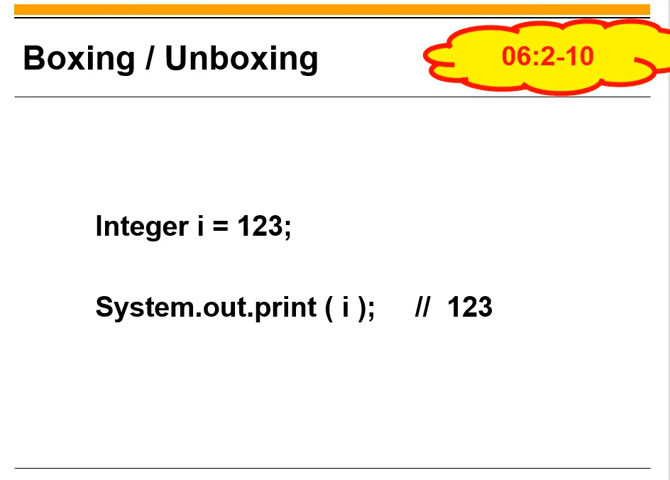 Boxing / Unboxing
06:2-10
Integer i = 123;
System.out.print ( i );     //  123